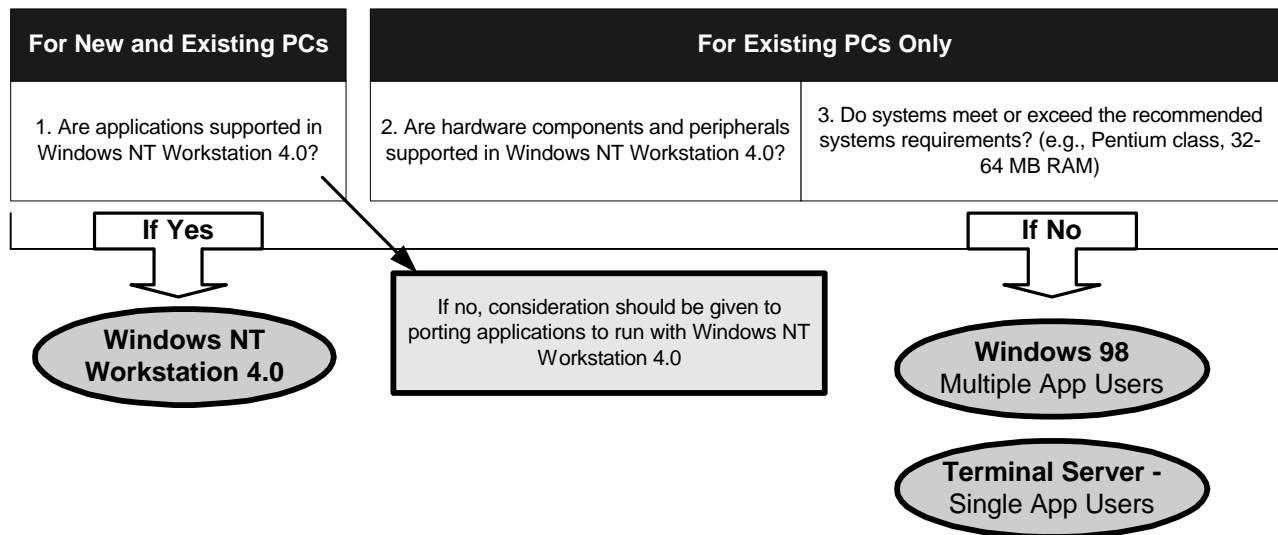 For New and Existing PCs
For Existing PCs Only
1. Are applications supported in
Windows NT Workstation 4.0?
2. Are hardware components and peripherals
supported in Windows NT Workstation 4.0?
3. Do systems meet or exceed the recommended
systems requirements? (e.g., Pentium class, 32-
64 MB RAM)
If Yes
If No
Windows NT
Workstation 4.0
If no, consideration should be given to
porting applications to run with Windows NT
Workstation 4.0
Windows 98
Multiple App Users
Terminal Server -
Single App Users